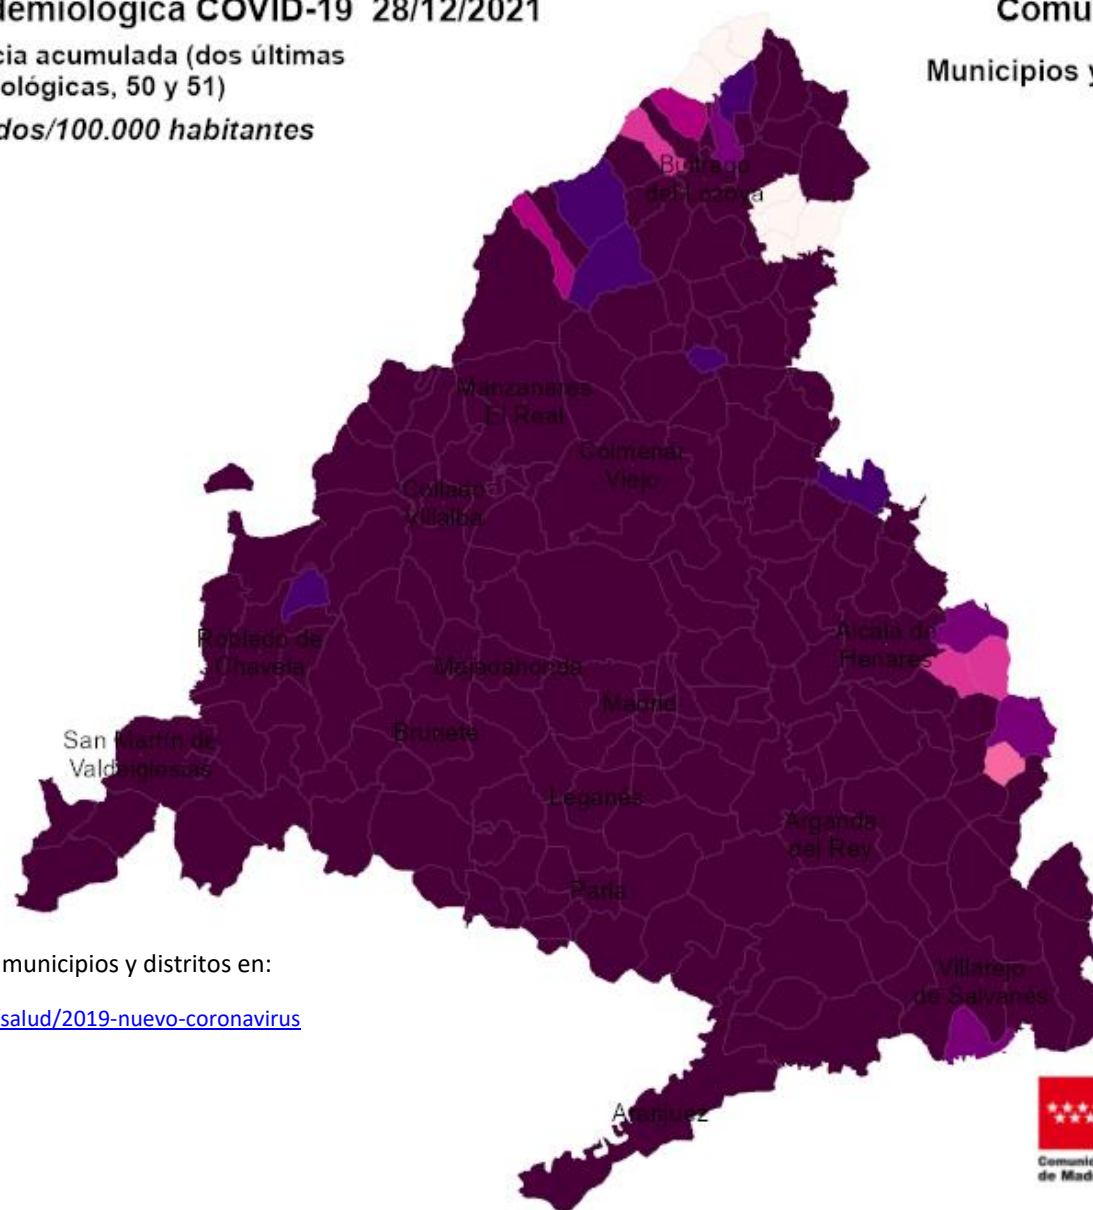 demiológica COVID-19 28/12/2021
cia acumulada (dos últimas
ológicas, 50 y 51)
dos/100.000 habitantes
Comu
Municipios y
Buitrago
del Lozoya
Manzanares
El Real
Colmenar
Viejo
Collado
Villalba
Alcalá de
Henares
Robledo de
Chavela
Majadahonda
Madrid
Brunete
San Martín de
Valdeiglesias
Leganés
Arganda
del Rey
Parla
Villarejo
de Salvanés
Aranjuez
municipios y distritos en:
salud/2019-nuevo-coronavirus
Comunid
de Mad